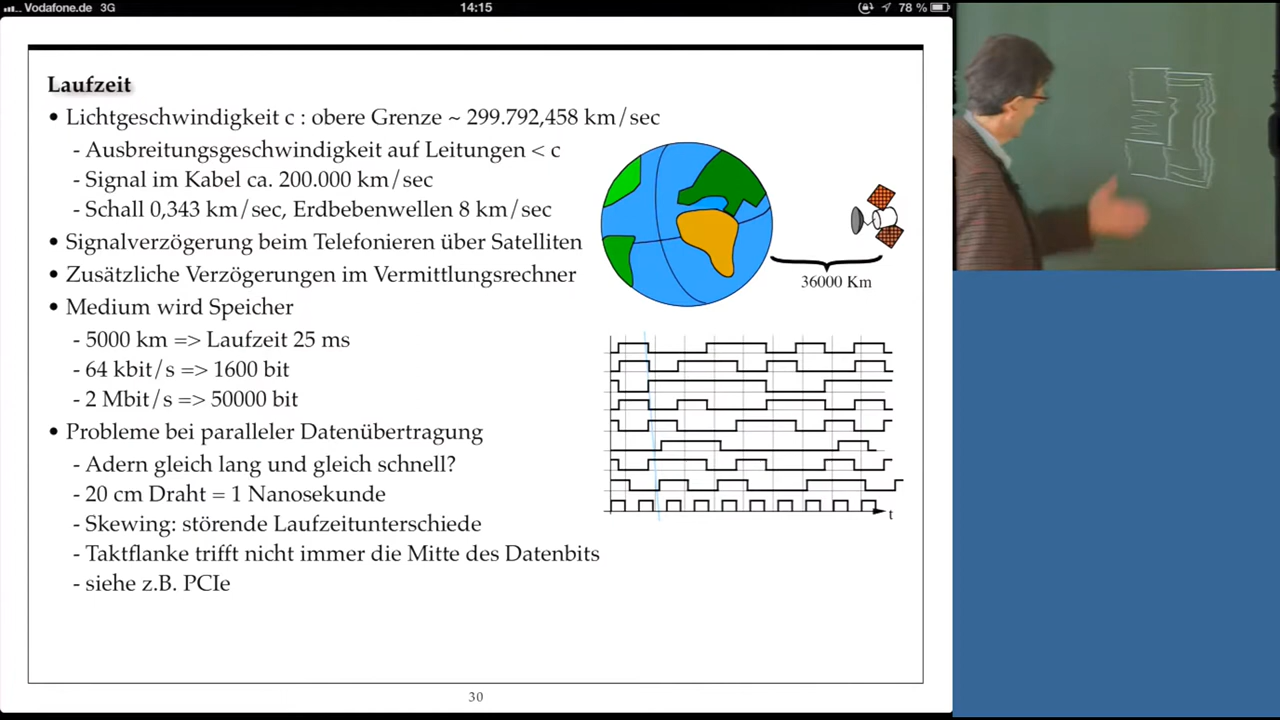 Vodafone.de 3G
14:15
78 %
Laufzeit
• Lichtgeschwindigkeit c : obere Grenze ~ 299.792,458 km/sec
- Ausbreitungsgeschwindigkeit auf Leitungen < c
- Signal im Kabel ca. 200.000 km/sec
- Schall 0,343 km/sec, Erdbebenwellen 8 km/sec
• Signalverzögerung beim Telefonieren über Satelliten
• Zusätzliche Verzögerungen im Vermittlungsrechner
36000 Km
• Medium wird Speicher
- 5000 km => Laufzeit 25 ms
- 64 kbit/s => 1600 bit
- 2 Mbit/s => 50000 bit
• Probleme bei paralleler Datenübertragung
- Adern gleich lang und gleich schnell?
- 20 cm Draht = 1 Nanosekunde
- Skewing: störende Laufzeitunterschiede
- Taktflanke trifft nicht immer die Mitte des Datenbits
- siehe z.B. PCIe
t
30